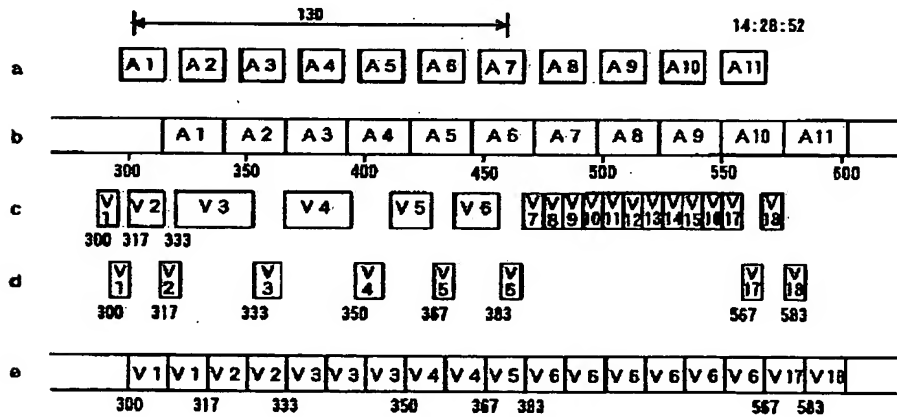 130
14:28:52
a A1 A2 A3 A4 A5 A6 A7 A8 A9 A10 A11
b A1 A2 A3 A4 A5 A6 A7 A8 A9 A10 A11
300 350 400 450 500 550 600
c V1 V2 V3 V4 V5 V6 V7 V8 V9 V10 V11 V12 V13 V14 V15 V16 V17 V18
300 317 333
d V1 V2 V3 V4 V5 V6 V17 V18
300 317 333 350 367 383 567 583
e V1 V1 V2 V2 V3 V3 V3 V4 V4 V5 V6 V6 V6 V6 V6 V6 V17 V18
300 317 333 350 367 383 567 583